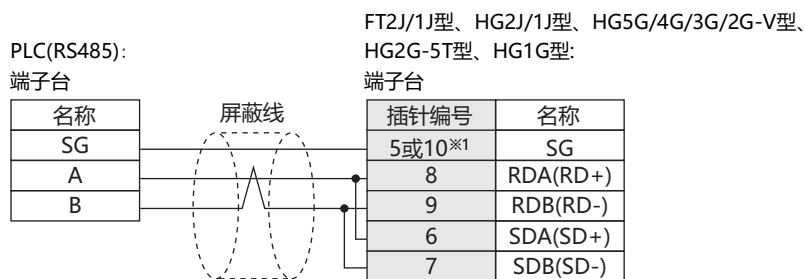 FT2J/1J型、HG2J/1J型、HG5G/4G/3G/2G-V型、
PLC(RS485)： HG2G-5T型、HG1G型:
端子台 端子台
名称 屏蔽线 插针编号 名称
SG 5或10※1 SG
A 8 RDA(RD+)
B 9 RDB(RD-)
6 SDA(SD+)
7 SDB(SD-)